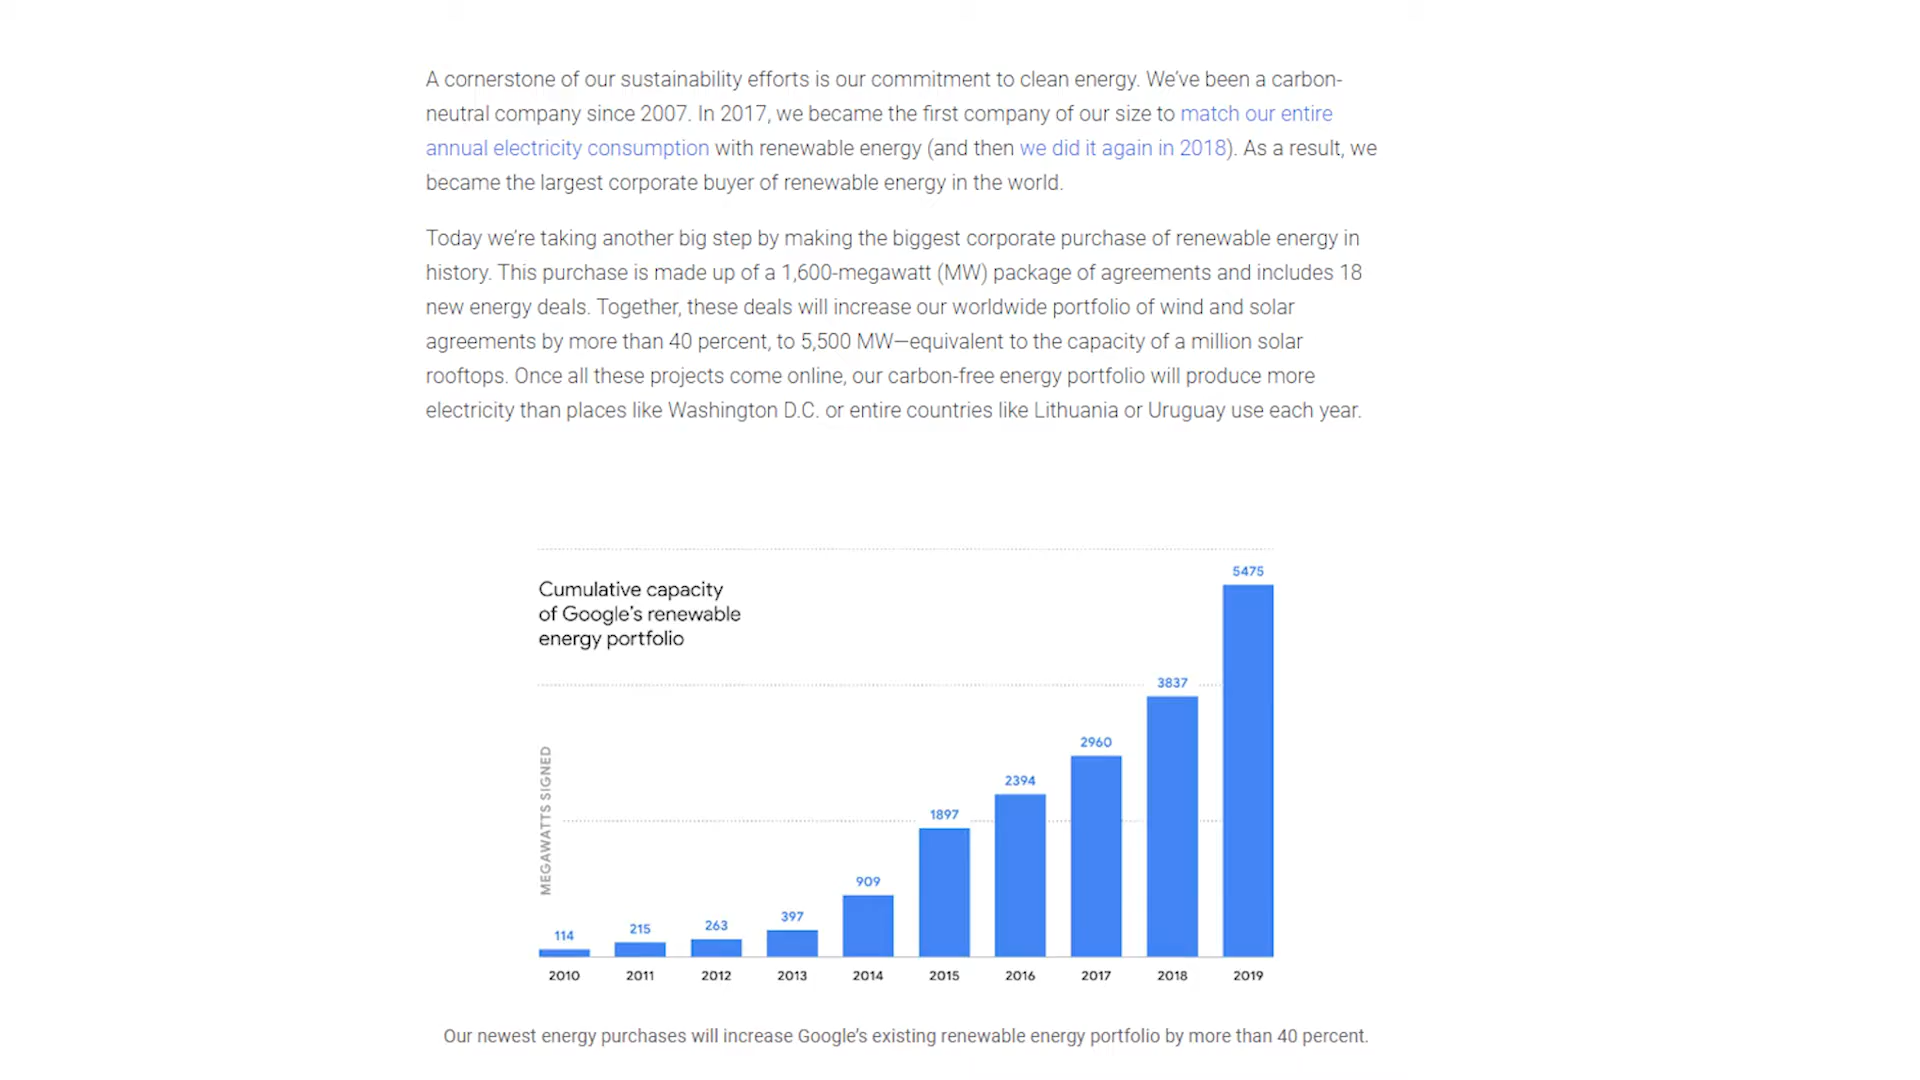 A cornerstone of our sustainability efforts is our commitment to clean energy. We’ve been a carbon-
neutral company since 2007. In 2017, we became the first company of our size to match our entire
annual electricity consumption with renewable energy (and then we did it again in 2018). As a result, we
became the largest corporate buyer of renewable energy in the world.
Today we’re taking another big step by making the biggest corporate purchase of renewable energy in
history. This purchase is made up of a 1,600-megawatt (MW) package of agreements and includes 18
new energy deals. Together, these deals will increase our worldwide portfolio of wind and solar
agreements by more than 40 percent, to 5,500 MW—equivalent to the capacity of a million solar
rooftops. Once all these projects come online, our carbon-free energy portfolio will produce more
electricity than places like Washington D.C. or entire countries like Lithuania or Uruguay use each year.
Cumulative capacity
of Google’s renewable
energy portfolio
MEGAWATTS SIGNED
114
215
263
397
909
1897
2394
2960
3837
5475
2010 2011 2012 2013 2014 2015 2016 2017 2018 2019
Our newest energy purchases will increase Google’s existing renewable energy portfolio by more than 40 percent.